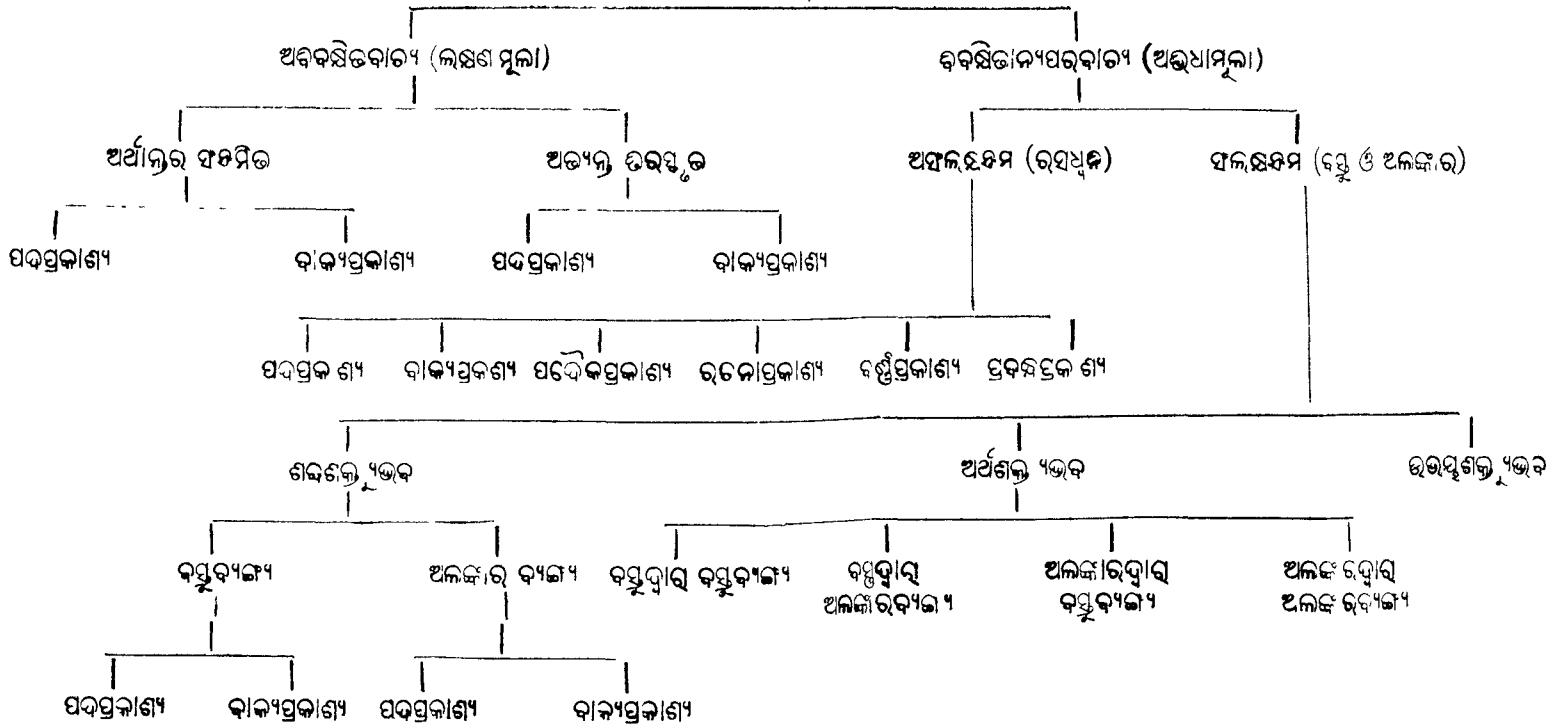 ଅବିବକ୍ଷିତବାଚ୍ୟ (ଲକ୍ଷଣ ମୂଲା) ବିବକ୍ଷିତାନ୍ୟପରବାଚ୍ୟ (ଅଭିଧାମୂଲା)
ଅର୍ଥାନ୍ତର ସଂକ୍ରମିତ ଅତ୍ୟନ୍ତ ତିରସ୍କୃତ ଅସଂଲକ୍ଷ୍ୟକ୍ରମ (ରସଧ୍ୱନି) ସଂଲକ୍ଷ୍ୟକ୍ରମ (ବସ୍ତୁ ଓ ଅଳଙ୍କାର)
ପଦପ୍ରକାଶ୍ୟ ବାକ୍ୟପ୍ରକାଶ୍ୟ ପଦପ୍ରକାଶ୍ୟ ବାକ୍ୟପ୍ରକାଶ୍ୟ
ପଦପ୍ରକ ଶ୍ୟ ବାକ୍ୟପ୍ରକଶ୍ୟ ପଦୈକପ୍ରକାଶ୍ୟ ରଚନାପ୍ରକାଶ୍ୟ ବର୍ଣ୍ଣପ୍ରକାଶ୍ୟ ପ୍ରବନ୍ଧପ୍ରକ ଶ୍ୟ
ଶବ୍ଦଶକ୍ତ୍ୟୁଦ୍ଭବ ଅର୍ଥଶକ୍ତ୍ୟୁଦ୍ଭବ ଉଭୟଶକ୍ତ୍ୟୁଦ୍ଭବ
ବସ୍ତୁବ୍ୟଙ୍ଗ୍ୟ ଅଳଙ୍କାର ବ୍ୟଙ୍ଗ୍ୟ ବସ୍ତୁଦ୍ୱାରା ବସ୍ତୁବ୍ୟଙ୍ଗ୍ୟ ବସ୍ତୁଦ୍ୱାରା ଅଳଙ୍କାରଦ୍ୱାରା ଅଳଙ୍କ ରଦ୍ୱାରା
ଅଳଙ୍କାରବ୍ୟଙ୍ଗ୍ୟ ବସ୍ତୁବ୍ୟଙ୍ଗ୍ୟ ଅଳଙ୍କ ରବ୍ୟଙ୍ଗ୍ୟ
ପଦପ୍ରକାଶ୍ୟ ବାକ୍ୟପ୍ରକାଶ୍ୟ ପଦପ୍ରକାଶ୍ୟ ବାକ୍ୟପ୍ରକାଶ୍ୟ